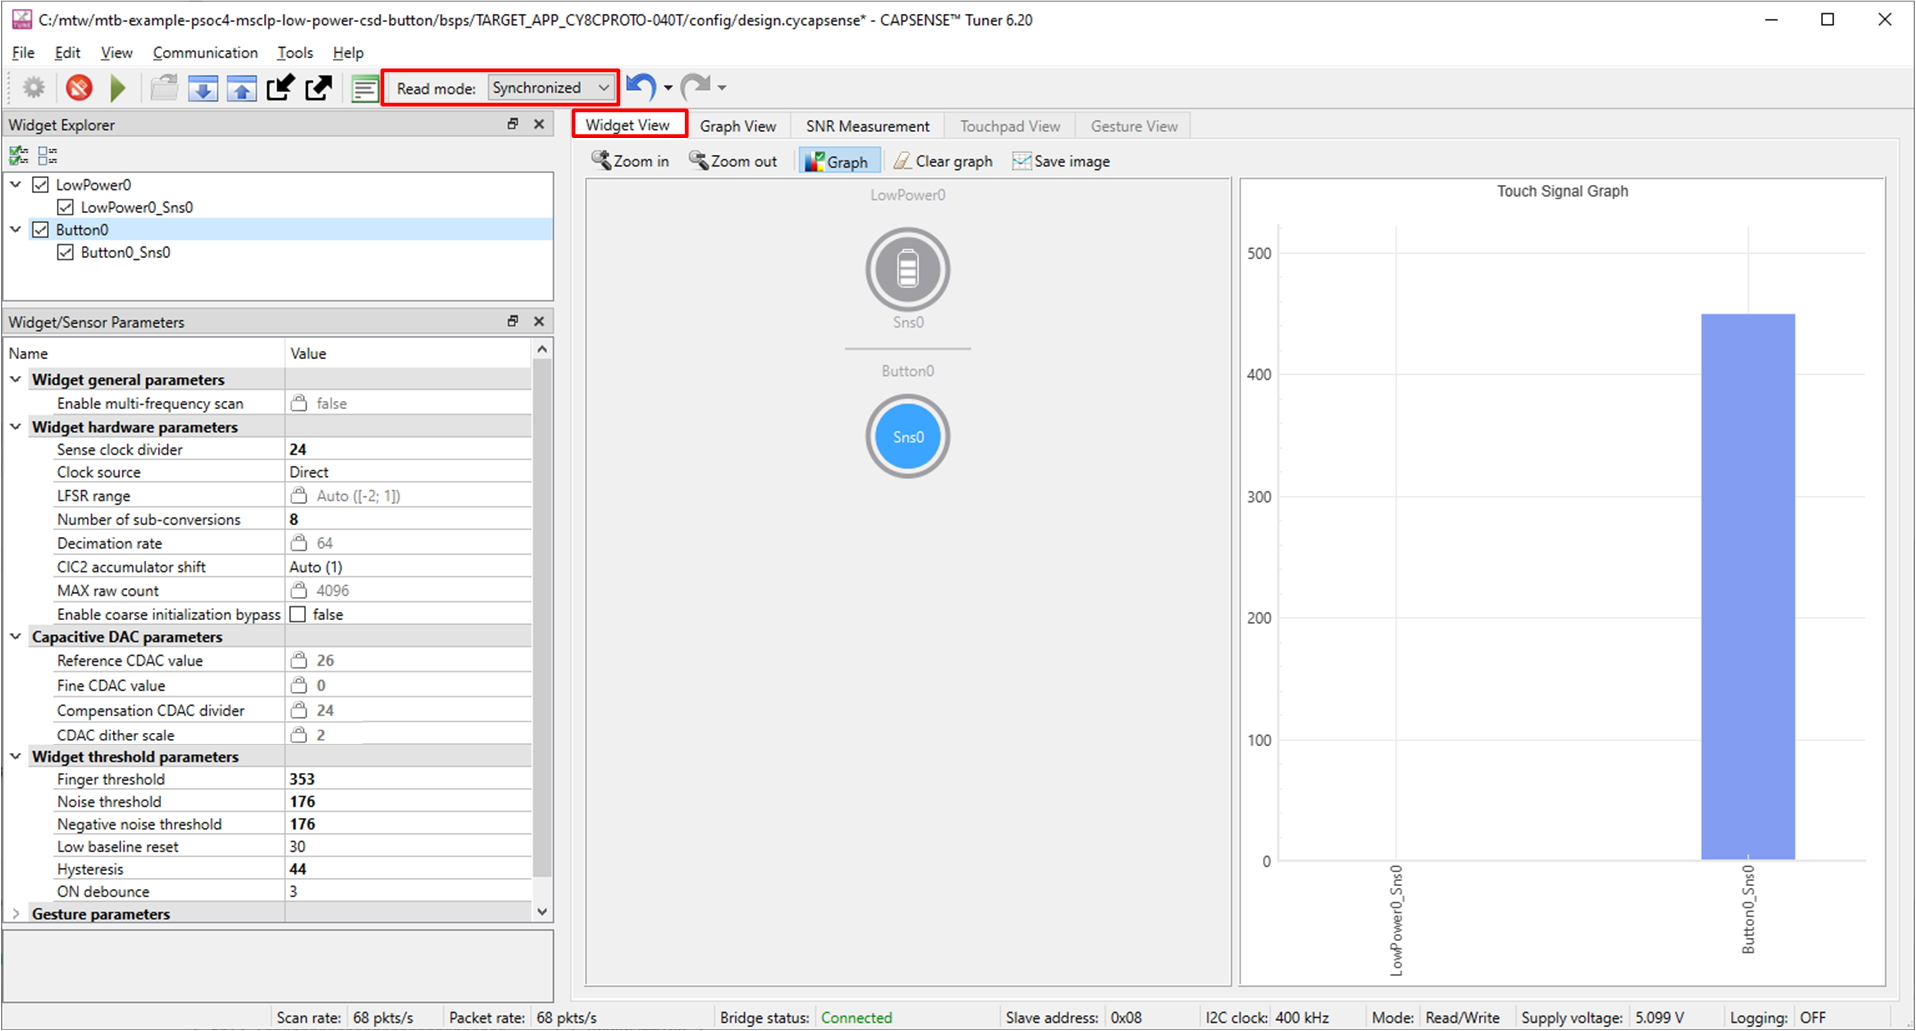 C:/mtw/mtb-example-psoc4-msclp-low-power-csd-button/bsps/TARGET_APP_CY8CPROTO-040T/config/design.cycapsense* - CAPSENSE™ Tuner 6.20
File Edit View Communication Tools Help
Read mode: Synchronized
Widget Explorer
LowPower0
LowPower0_Sns0
Button0
Button0_Sns0
Widget/Sensor Parameters
Name Value
Widget general parameters
Enable multi-frequency scan false
Widget hardware parameters
Sense clock divider 24
Clock source Direct
LFSR range Auto ([-2; 1])
Number of sub-conversions 8
Decimation rate 64
CIC2 accumulator shift Auto (1)
MAX raw count 4096
Enable coarse initialization bypass false
Capacitive DAC parameters
Reference CDAC value 26
Fine CDAC value 0
Compensation CDAC divider 24
CDAC dither scale 2
Widget threshold parameters
Finger threshold 353
Noise threshold 176
Negative noise threshold 176
Low baseline reset 30
Hysteresis 44
ON debounce 3
Gesture parameters
Widget View Graph View SNR Measurement Touchpad View Gesture View
Zoom in Zoom out Graph Clear graph Save image
LowPower0
Sns0
Button0
Sns0
Touch Signal Graph
500
400
300
200
100
0
LowPower0_Sns0
Button0_Sns0
Scan rate: 68 pkts/s Packet rate: 68 pkts/s Bridge status: Connected Slave address: 0x08 I2C clock: 400 kHz Mode: Read/Write Supply voltage: 5.099 V Logging: OFF